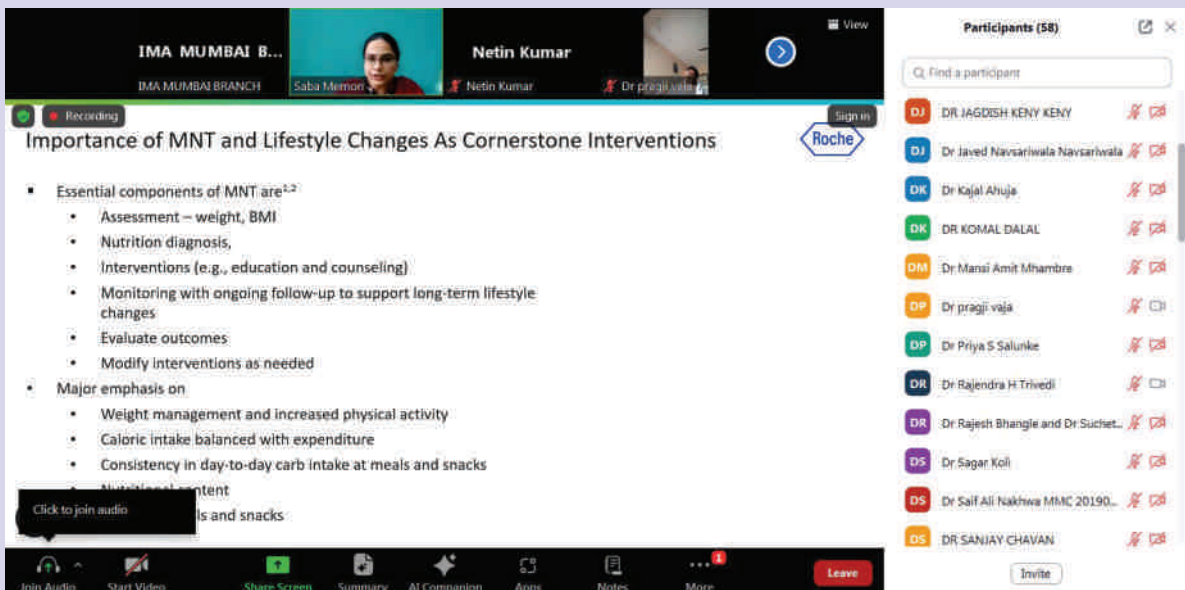 IMA MUMBAI B...
IMA MUMBAI BRANCH
Saba Memon
Netin Kumar
Netin Kumar
Dr pragji vaja
View
Recording
Sign in
Importance of MNT and Lifestyle Changes As Cornerstone Interventions
Roche
Essential components of MNT are1,2
Assessment – weight, BMI
Nutrition diagnosis,
Interventions (e.g., education and counseling)
Monitoring with ongoing follow-up to support long-term lifestyle
changes
Evaluate outcomes
Modify interventions as needed
Major emphasis on
Weight management and increased physical activity
Caloric intake balanced with expenditure
Consistency in day-to-day carb intake at meals and snacks
Nutritional content
ls and snacks
Click to join audio
Join Audio
Start Video
Share Screen
Summary
AI Companion
Apps
Notes
1
More
Leave
Participants (58)
Find a participant
DJ DR JAGDISH KENY KENY
DJ Dr Javed Navsariwala Navsariwala
DK Dr Kajal Ahuja
DK DR KOMAL DALAL
DM Dr Mansi Amit Mhambre
DP Dr pragji vaja
DP Dr Priya S Salunke
DR Dr Rajendra H Trivedi
DR Dr Rajesh Bhangle and Dr Suchet...
DS Dr Sagar Koli
DS Dr Saif Ali Nakhwa MMC 20190...
DS DR SANJAY CHAVAN
Invite